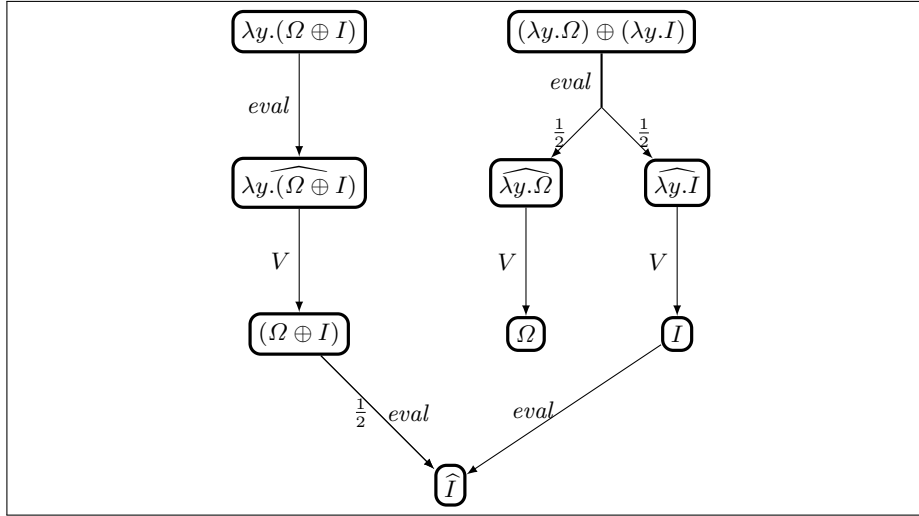 λy.(Ω ⊕ I) (λy.Ω) ⊕ (λy.I)
eval eval
½ ½
λy.(Ω ⊕ I)^ λy.Ω^ λy.I^
V V V
(Ω ⊕ I) Ω I
½ eval eval
Î